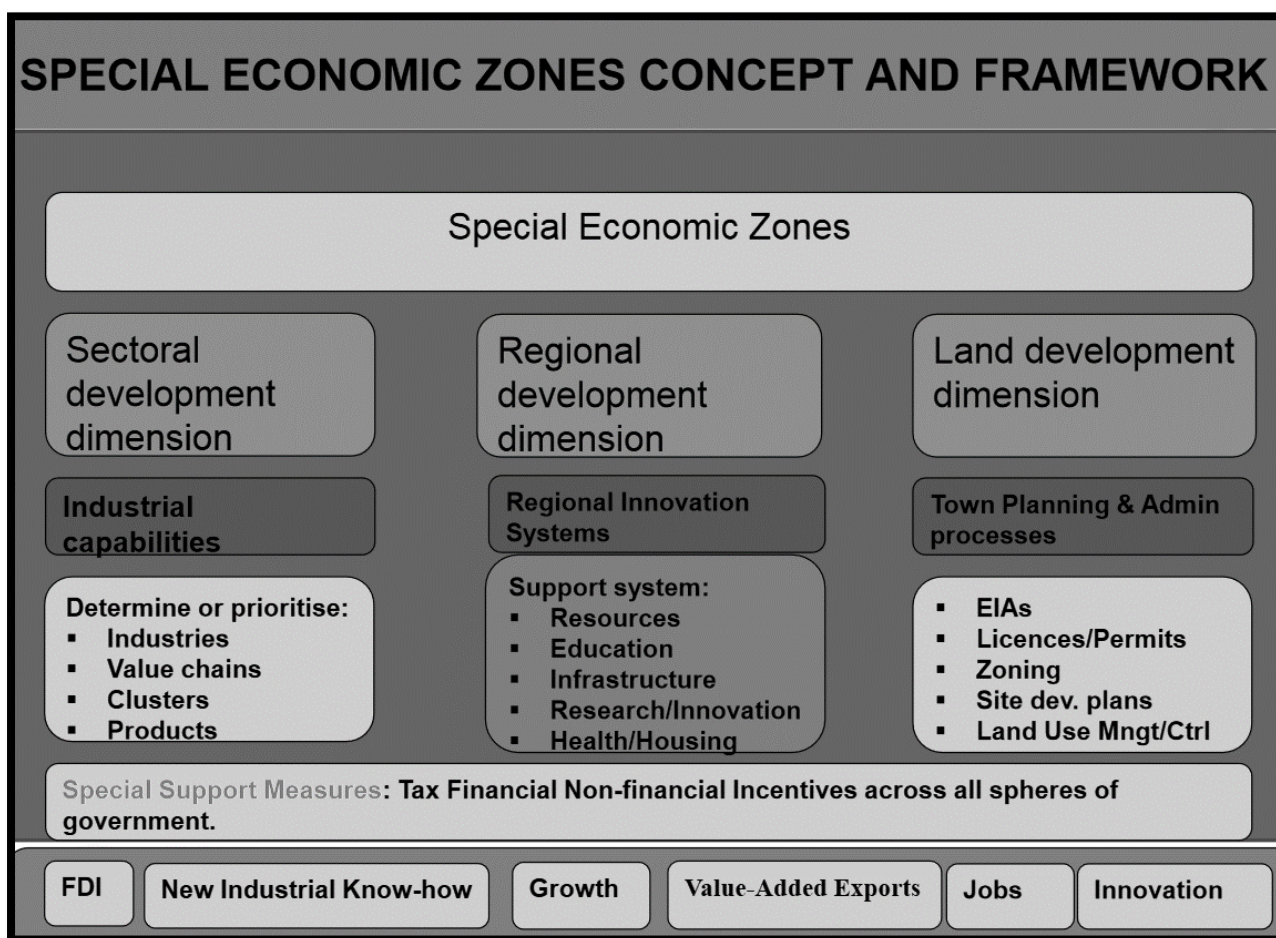 SPECIAL ECONOMIC ZONES CONCEPT AND FRAMEWORK
Special Economic Zones
Sectoral
development
dimension
Regional
development
dimension
Land development
dimension
Industrial
capabilities
Regional Innovation
Systems
Town Planning & Admin
processes
Determine or prioritise:
▪ Industries
▪ Value chains
▪ Clusters
▪ Products
Support system:
▪ Resources
▪ Education
▪ Infrastructure
▪ Research/Innovation
▪ Health/Housing
▪ EIAs
▪ Licences/Permits
▪ Zoning
▪ Site dev. plans
▪ Land Use Mngt/Ctrl
Special Support Measures: Tax Financial Non-financial Incentives across all spheres of
government.
FDI
New Industrial Know-how
Growth
Value-Added Exports
Jobs
Innovation